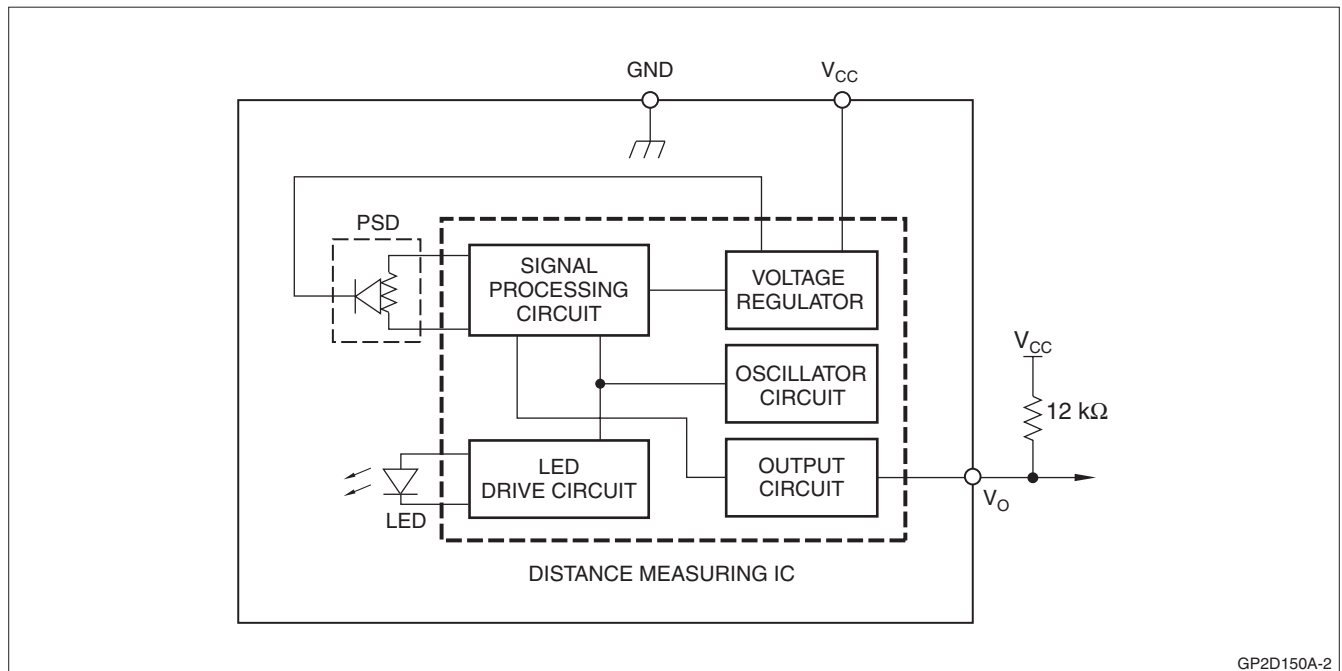 GND
V_CC
PSD
SIGNAL
PROCESSING
CIRCUIT
VOLTAGE
REGULATOR
V_CC
OSCILLATOR
CIRCUIT
12 kΩ
LED
DRIVE CIRCUIT
OUTPUT
CIRCUIT
LED
V_O
DISTANCE MEASURING IC
GP2D150A-2